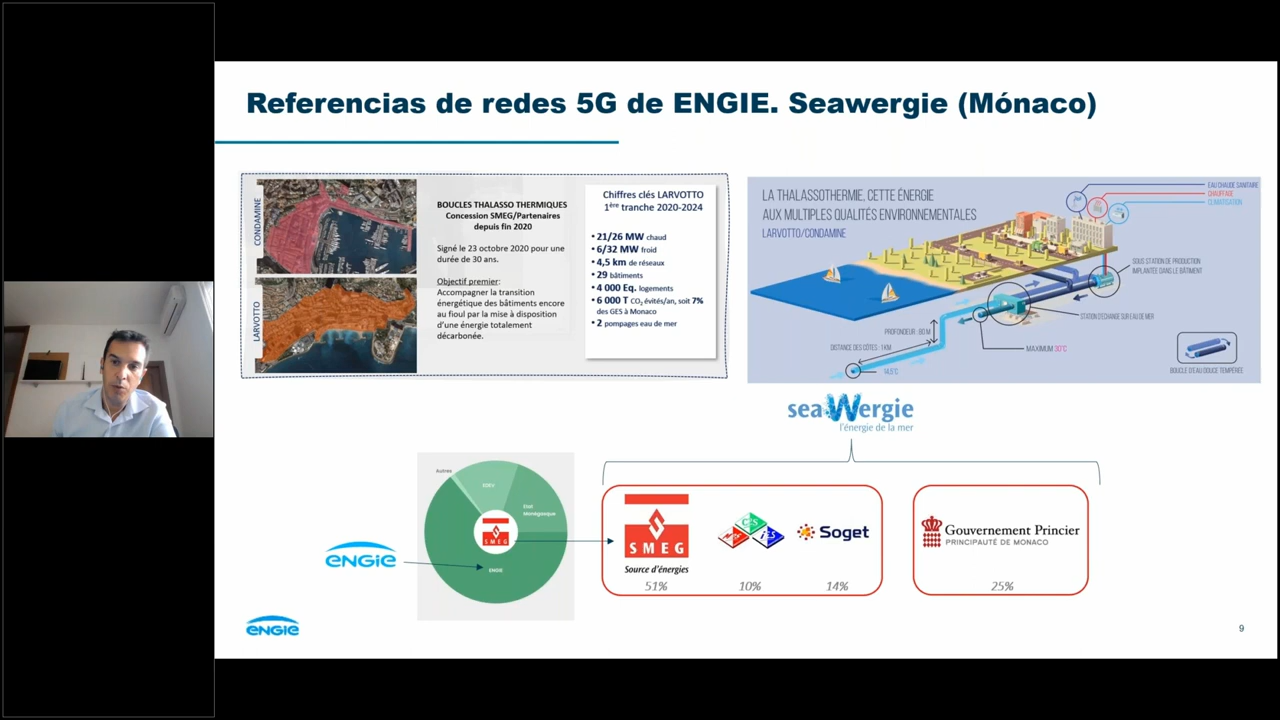 Referencias de redes 5G de ENGIE. Seawergie (Mónaco)
CONDAMINE
LARVOTTO
BOUCLES THALASSO THERMIQUES
Concession SMEG/Partenaires
depuis fin 2020
Signé le 23 octobre 2020 pour une
durée de 30 ans.
Objectif premier:
Accompagner la transition
énergétique des bâtiments encore
au fioul par la mise à disposition
d'une énergie totalement
décarbonée.
Chiffres clés LARVOTTO
1ère tranche 2020-2024
• 21/26 MW chaud
• 6/32 MW froid
• 4,5 km de réseaux
• 29 bâtiments
• 4 000 Eq. logements
• 6 000 T CO2 évités/an, soit 7%
des GES à Monaco
• 2 pompages eau de mer
LA THALASSOTHERMIE, CETTE ÉNERGIE
AUX MULTIPLES QUALITÉS ENVIRONNEMENTALES
LARVOTTO/CONDAMINE
EAU CHAUDE SANITAIRE
CHAUFFAGE
CLIMATISATION
SOUS STATION DE PRODUCTION
IMPLANTÉE DANS LE BÂTIMENT
STATION D'ÉCHANGE SUR EAU DE MER
PROFONDEUR : 80 M
DISTANCE DES CÔTES : 1 KM
MAXIMUM 30°C
14,5°C
BOUCLE D'EAU DOUCE TEMPÉRÉE
seaWergie
l'énergie de la mer
Autres
EDEV
Etat
Monégasque
SMEG
ENGIE
ENGIE
SMEG
Source d'énergies
51%
10%
Soget
14%
Gouvernement Princier
PRINCIPAUTÉ DE MONACO
25%
ENGIE
9